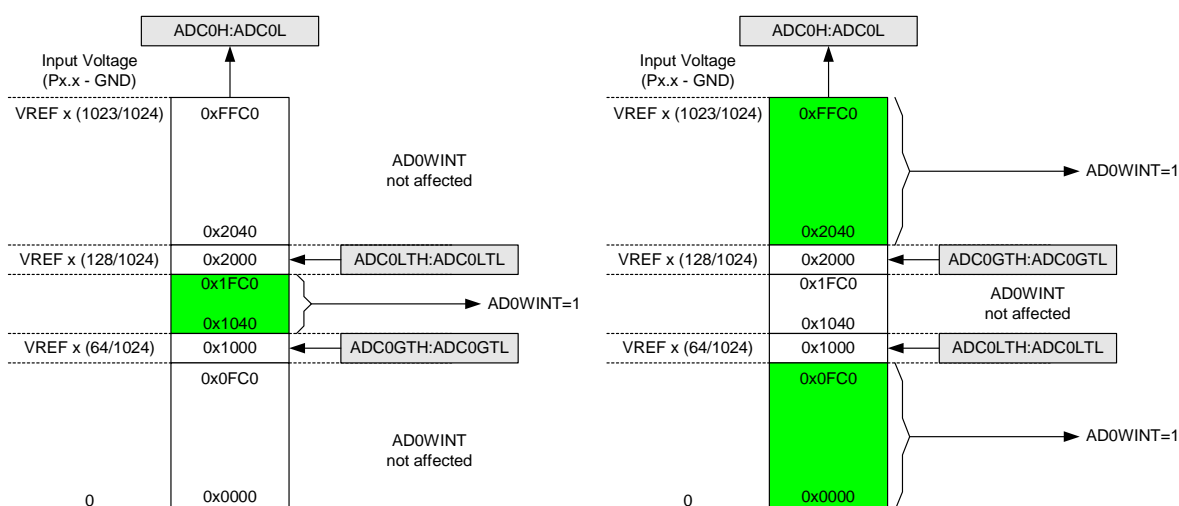 ADC0H:ADC0L
Input Voltage
(Px.x - GND)
VREF x (1023/1024)
0xFFC0
AD0WINT
not affected
0x2040
VREF x (128/1024)
0x2000
ADC0LTH:ADC0LTL
0x1FC0
AD0WINT=1
0x1040
VREF x (64/1024)
0x1000
ADC0GTH:ADC0GTL
0x0FC0
AD0WINT
not affected
0
0x0000
ADC0H:ADC0L
Input Voltage
(Px.x - GND)
VREF x (1023/1024)
0xFFC0
AD0WINT=1
0x2040
VREF x (128/1024)
0x2000
ADC0GTH:ADC0GTL
0x1FC0
AD0WINT
not affected
0x1040
VREF x (64/1024)
0x1000
ADC0LTH:ADC0LTL
0x0FC0
AD0WINT=1
0
0x0000